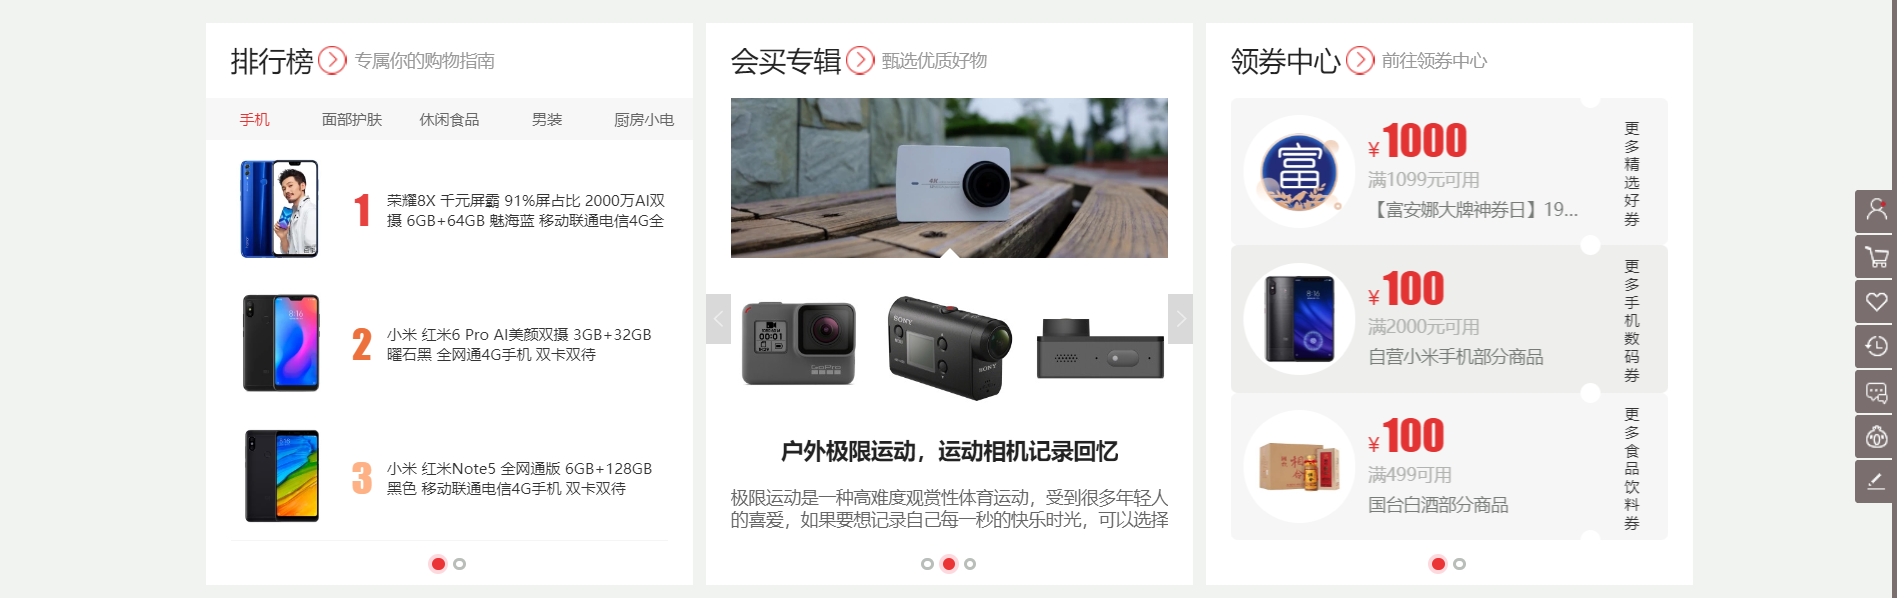 排行榜 专属你的购物指南
手机 面部护肤 休闲食品 男装 厨房小电
1
荣耀8X 千元屏霸 91%屏占比 2000万AI双
摄 6GB+64GB 魅海蓝 移动联通电信4G全
2
小米 红米6 Pro AI美颜双摄 3GB+32GB
曜石黑 全网通4G手机 双卡双待
3
小米 红米Note5 全网通版 6GB+128GB
黑色 移动联通电信4G手机 双卡双待
会买专辑 甄选优质好物
4K
00:01
GoPro
SONY
SONY
户外极限运动，运动相机记录回忆
极限运动是一种高难度观赏性体育运动，受到很多年轻人
的喜爱，如果要想记录自己每一秒的快乐时光，可以选择
领券中心 前往领券中心
富
¥1000
满1099元可用
【富安娜大牌神券日】19...
更多精选好券
8:16
¥100
满2000元可用
自营小米手机部分商品
更多手机数码券
¥100
满499可用
国台白酒部分商品
更多食品饮料券